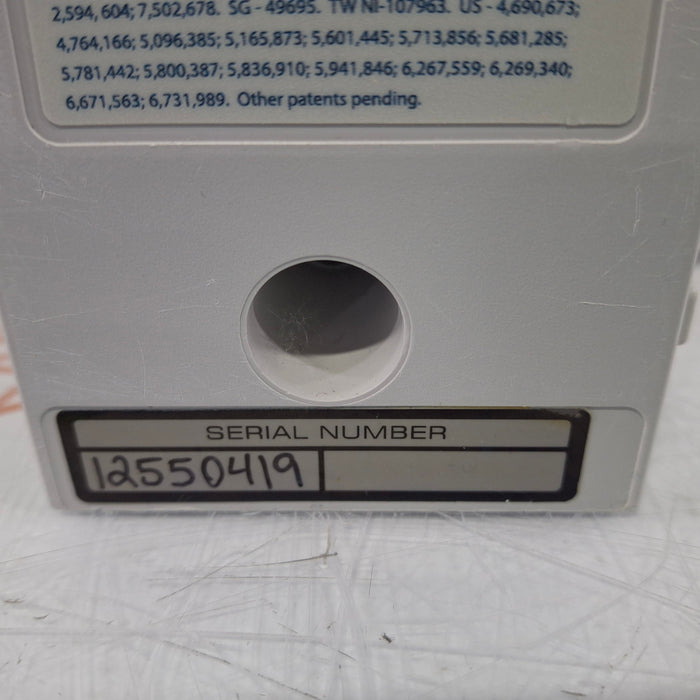 2,594,604; 7,502,678. SG - 49695. TW NI-107963. US - 4,690,673;
4,764,166; 5,096,385; 5,165,873; 5,601,445; 5,713,856; 5,681,285;
5,781,442; 5,800,387; 5,836,910; 5,941,846; 6,267,559; 6,269,340;
6,671,563; 6,731,989. Other patents pending.
SERIAL NUMBER
12550419